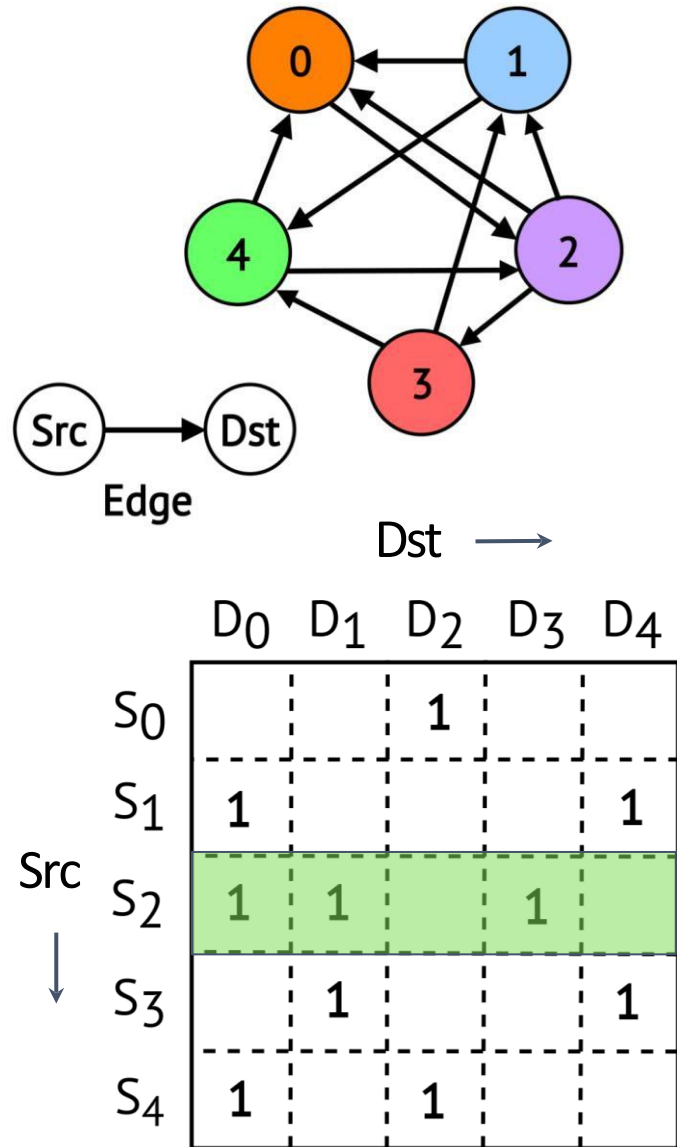 0 1
4 2
3
Src Dst
Edge
Dst
D0 D1 D2 D3 D4
S0 1
S1 1 1
Src
S2 1 1 1
S3 1 1
S4 1 1